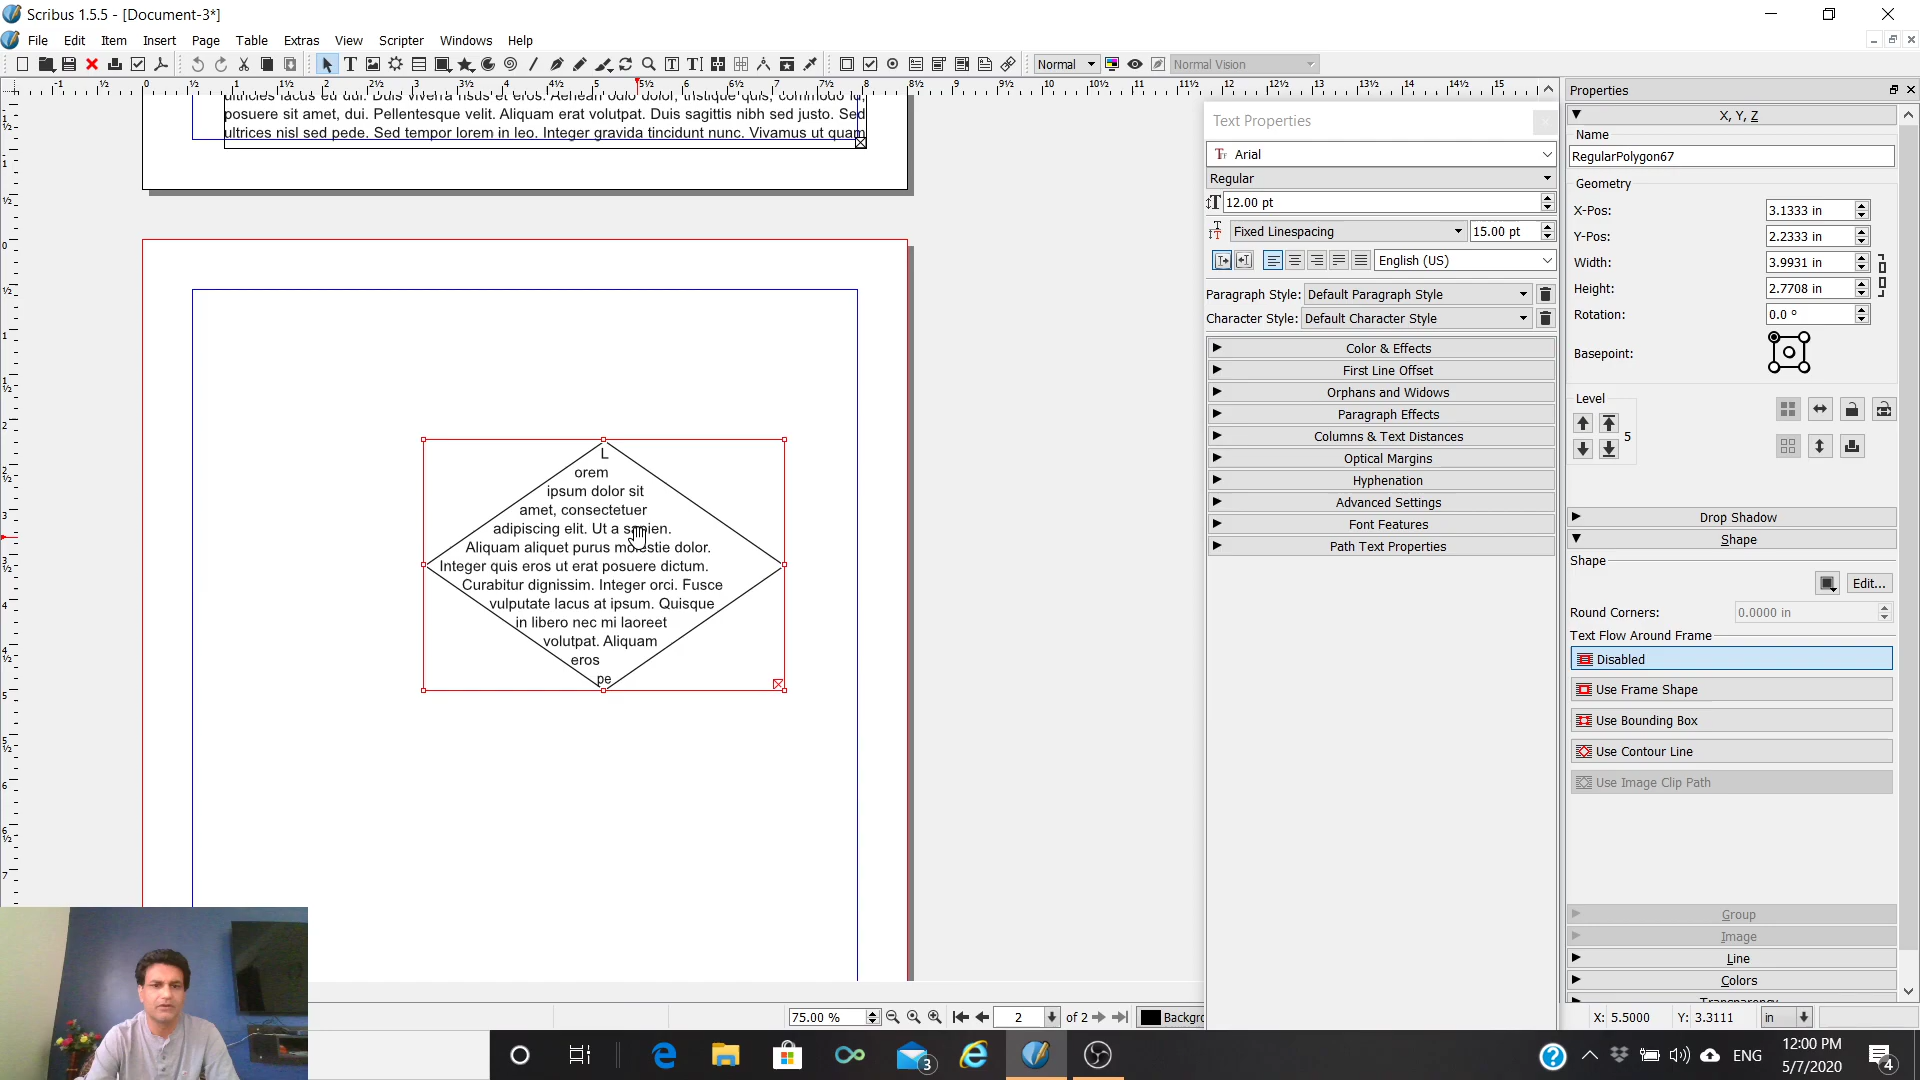 Scribus 1.5.5 - [Document-3*]
File Edit Item Insert Page Table Extras View Scripter Windows Help
Normal
Normal Vision
posuere sit amet, dui. Pellentesque velit. Aliquam erat volutpat. Duis sagittis nibh sed justo. Sed
ultrices nisl sed pede. Sed tempor lorem in leo. Integer gravida tincidunt nunc. Vivamus ut quam
L
orem
ipsum dolor sit
amet, consectetuer
adipiscing elit. Ut a sapien.
Aliquam aliquet purus molestie dolor.
Integer quis eros ut erat posuere dictum.
Curabitur dignissim. Integer orci. Fusce
vulputate lacus at ipsum. Quisque
in libero nec mi laoreet
volutpat. Aliquam
eros
pe
Text Properties
Arial
Regular
12.00 pt
Fixed Linespacing 15.00 pt
English (US)
Paragraph Style: Default Paragraph Style
Character Style: Default Character Style
Color & Effects
First Line Offset
Orphans and Widows
Paragraph Effects
Columns & Text Distances
Optical Margins
Hyphenation
Advanced Settings
Font Features
Path Text Properties
Properties
X, Y, Z
Name
RegularPolygon67
Geometry
X-Pos: 3.1333 in
Y-Pos: 2.2333 in
Width: 3.9931 in
Height: 2.7708 in
Rotation: 0.0 °
Basepoint:
Level
5
Drop Shadow
Shape
Shape
Edit...
Round Corners: 0.0000 in
Text Flow Around Frame
Disabled
Use Frame Shape
Use Bounding Box
Use Contour Line
Use Image Clip Path
Group
Image
Line
Colors
75.00 % 2 of 2 Backgro
X: 5.5000 Y: 3.3111 in
3
ENG
12:00 PM
5/7/2020
4